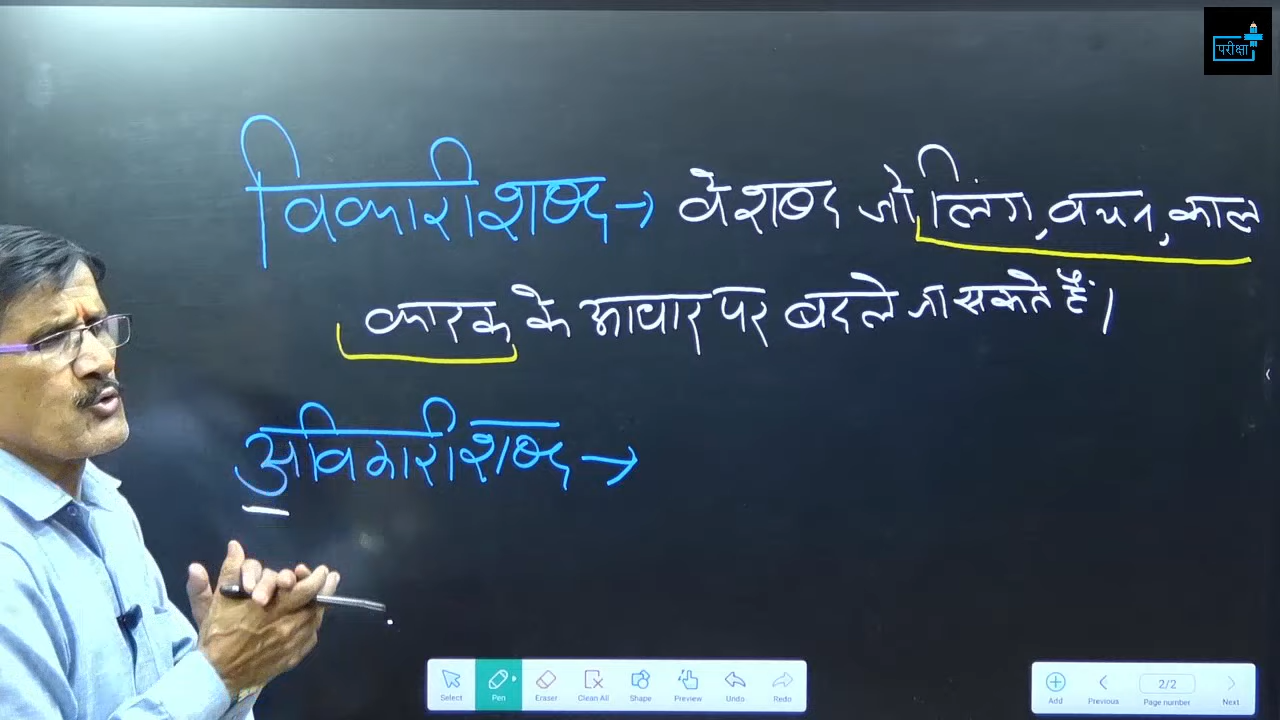 परीक्षा
विकारी शब्द → वे शब्द जो लिंग, वचन, काल
कारक के आधार पर बदले जा सकते हैं।
अविकारी शब्द →
Select Pen Eraser Clean All Shape Preview Undo Redo
2/2
Add Previous Page number Next